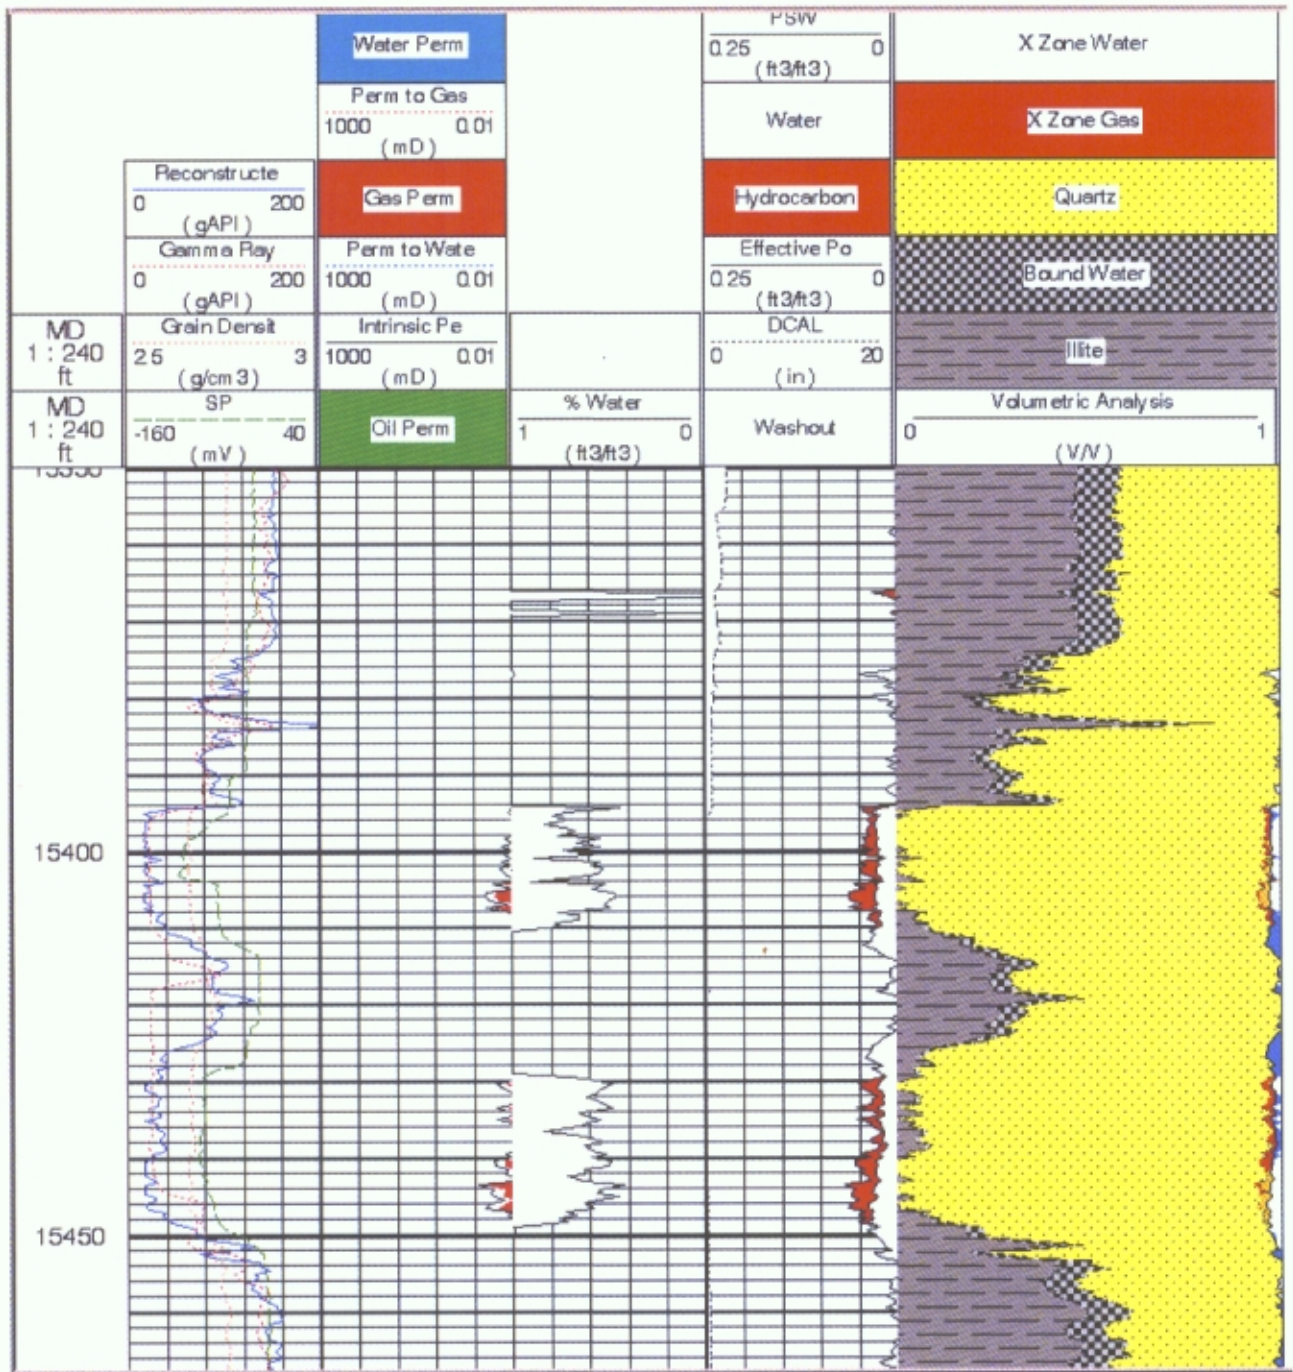 Water Perm
Perm to Gas
1000 0.01
(mD)
Reconstructe
0 200
(gAPI)
Gas Perm
Gamma Ray
0 200
(gAPI)
Perm to Wate
1000 0.01
(mD)
MD
1 : 240
ft
Grain Densit
2.5 3
(g/cm3)
Intrinsic Pe
1000 0.01
(mD)
MD
1 : 240
ft
SP
-160 40
(mV)
Oil Perm
% Water
1 0
(ft3/ft3)
PSW
0.25 0
(ft3/ft3)
Water
Hydrocarbon
Effective Po
0.25 0
(ft3/ft3)
DCAL
0 20
(in)
Washout
X Zone Water
X Zone Gas
Quartz
Bound Water
Illite
Volumetric Analysis
0 1
(V/V)
15400
15450